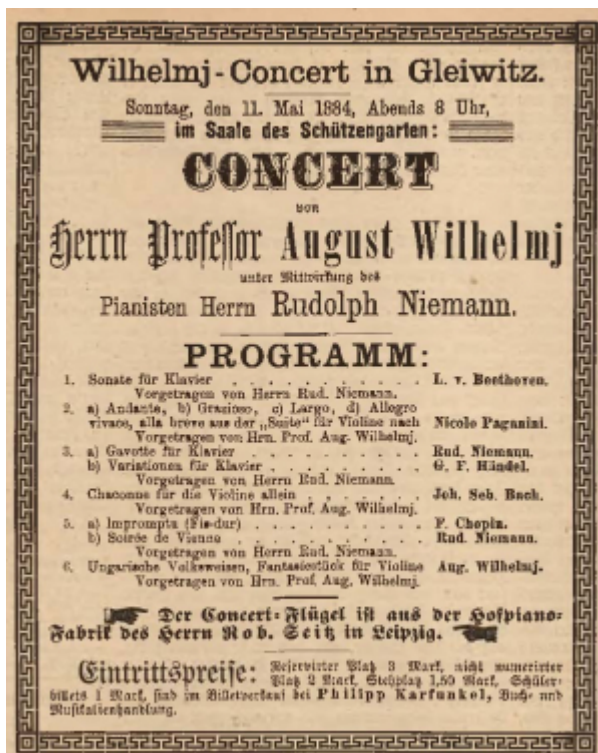 Wilhelmj-Concert in Gleiwitz.
Sonntag, den 11. Mai 1884, Abends 8 Uhr,
im Saale des Schützengarten:
CONCERT
von
Herrn Professor August Wilhelmj
unter Mitwirkung des
Pianisten Herrn Rudolph Niemann.
PROGRAMM:
1. Sonate für Klavier . . . . . . . . . . L. v. Beethoven.
Vorgetragen von Herrn Rud. Niemann.
2. a) Andante, b) Grazioso, c) Largo, d) Allegro
vivace, alla breve aus der „Suite“ für Violine nach Nicolo Paganini.
Vorgetragen von Hrn. Prof. Aug. Wilhelmj.
3. a) Gavotte für Klavier . . . . . . . . . Rud. Niemann.
b) Variationen für Klavier . . . . . . . . G. F. Händel.
Vorgetragen von Herrn Rud. Niemann.
4. Chaconne für die Violine allein . . . . . . . Joh. Seb. Bach.
Vorgetragen von Hrn. Prof. Aug. Wilhelmj.
5. a) Impromptu (Fis-dur) . . . . . . . . . F. Chopin.
b) Soirée de Vienne . . . . . . . . . . Rud. Niemann.
Vorgetragen von Herrn Rud. Niemann.
6. Ungarische Volksweisen, Fantasiestück für Violine Aug. Wilhelmj.
Vorgetragen von Hrn. Prof. Aug. Wilhelmj.
Der Concert-Flügel ist aus der Hofpiano-
Fabrik des Herrn Rob. Seitz in Leipzig.
Eintrittspreise: Reservirter Platz 3 Mark, nicht numerirter
Platz 2 Mark, Stehplatz 1,50 Mark, Schüler-
billets 1 Mark, sind im Billetverkauf bei Philipp Karfunkel, Buch- und
Musikalienhandlung.